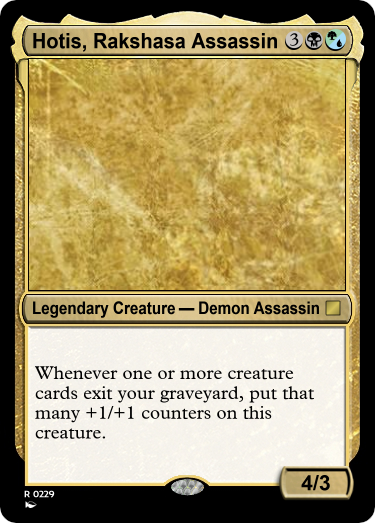 Hotis, Rakshasa Assassin 3
Legendary Creature — Demon Assassin
Whenever one or more creature
cards exit your graveyard, put that
many +1/+1 counters on this
creature.
4/3
R 0229